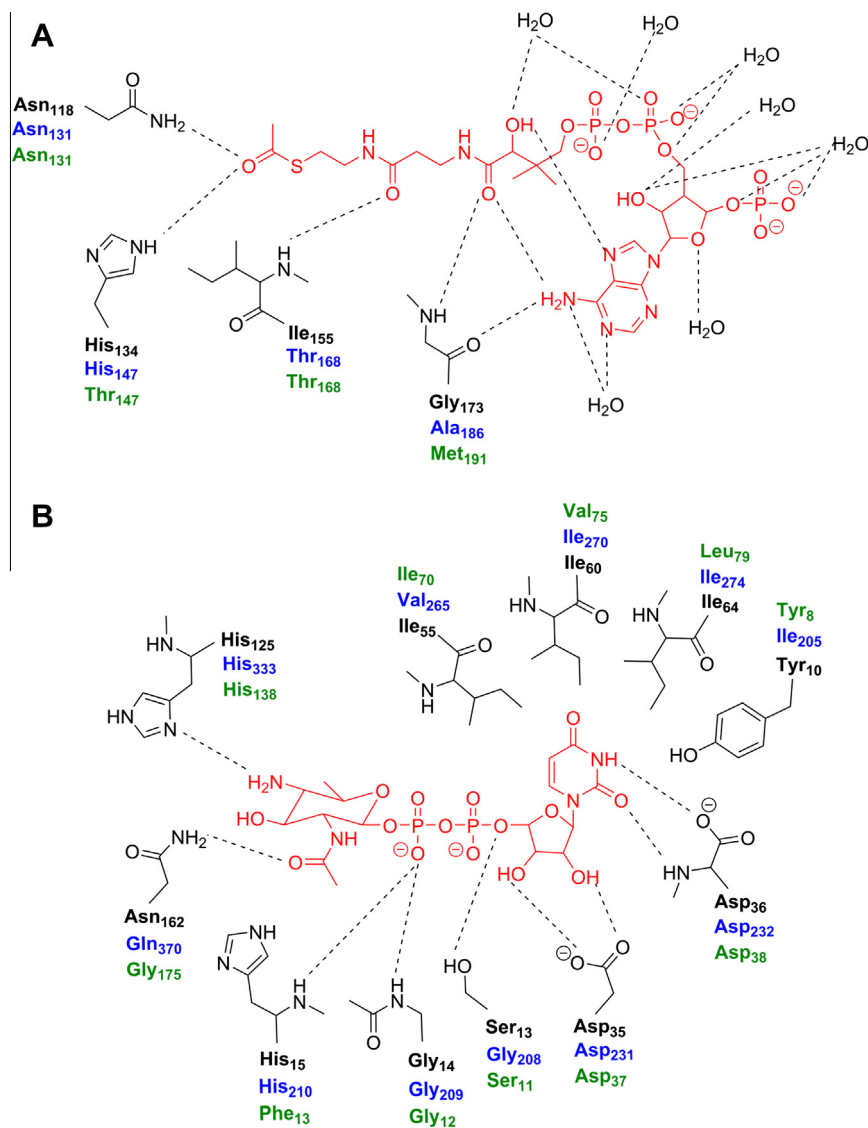 A
H2O
H2O
H2O
H2O
H2O
Asn118
Asn131
Asn131
O
NH2
O
S
H
N
O
H
N
O
OH
O
P
O
O
⊖
O
P
O
O
⊖
O
HO
O
P
O
O
⊖
O
⊖
O
N
N
N
N
H2N
H2O
H2O
N
NH
His134
His147
Thr147
H
N
O
Ile155
Thr168
Thr168
NH
O
Gly173
Ala186
Met191
B
Val75
Ile270
Ile60
HN
O
Ile70
Val265
Ile55
O
N
H
Leu79
Ile274
Ile64
HN
O
Tyr8
Ile205
Tyr10
HO
HN
His125
His333
His138
HN
N
H2N
O
HO
NH
O
O
P
O
O
⊖
O
P
O
O
⊖
O
O
HO
OH
N
O
NH
O
⊖
O
O
HN
Asp36
Asp232
Asp38
NH2
O
Asn162
Gln370
Gly175
NH
N
H
N
His15
His210
Phe13
H
N
O
Gly14
Gly209
Gly12
HO
Ser13
Gly208
Ser11
⊖
O
O
Asp35
Asp231
Asp37